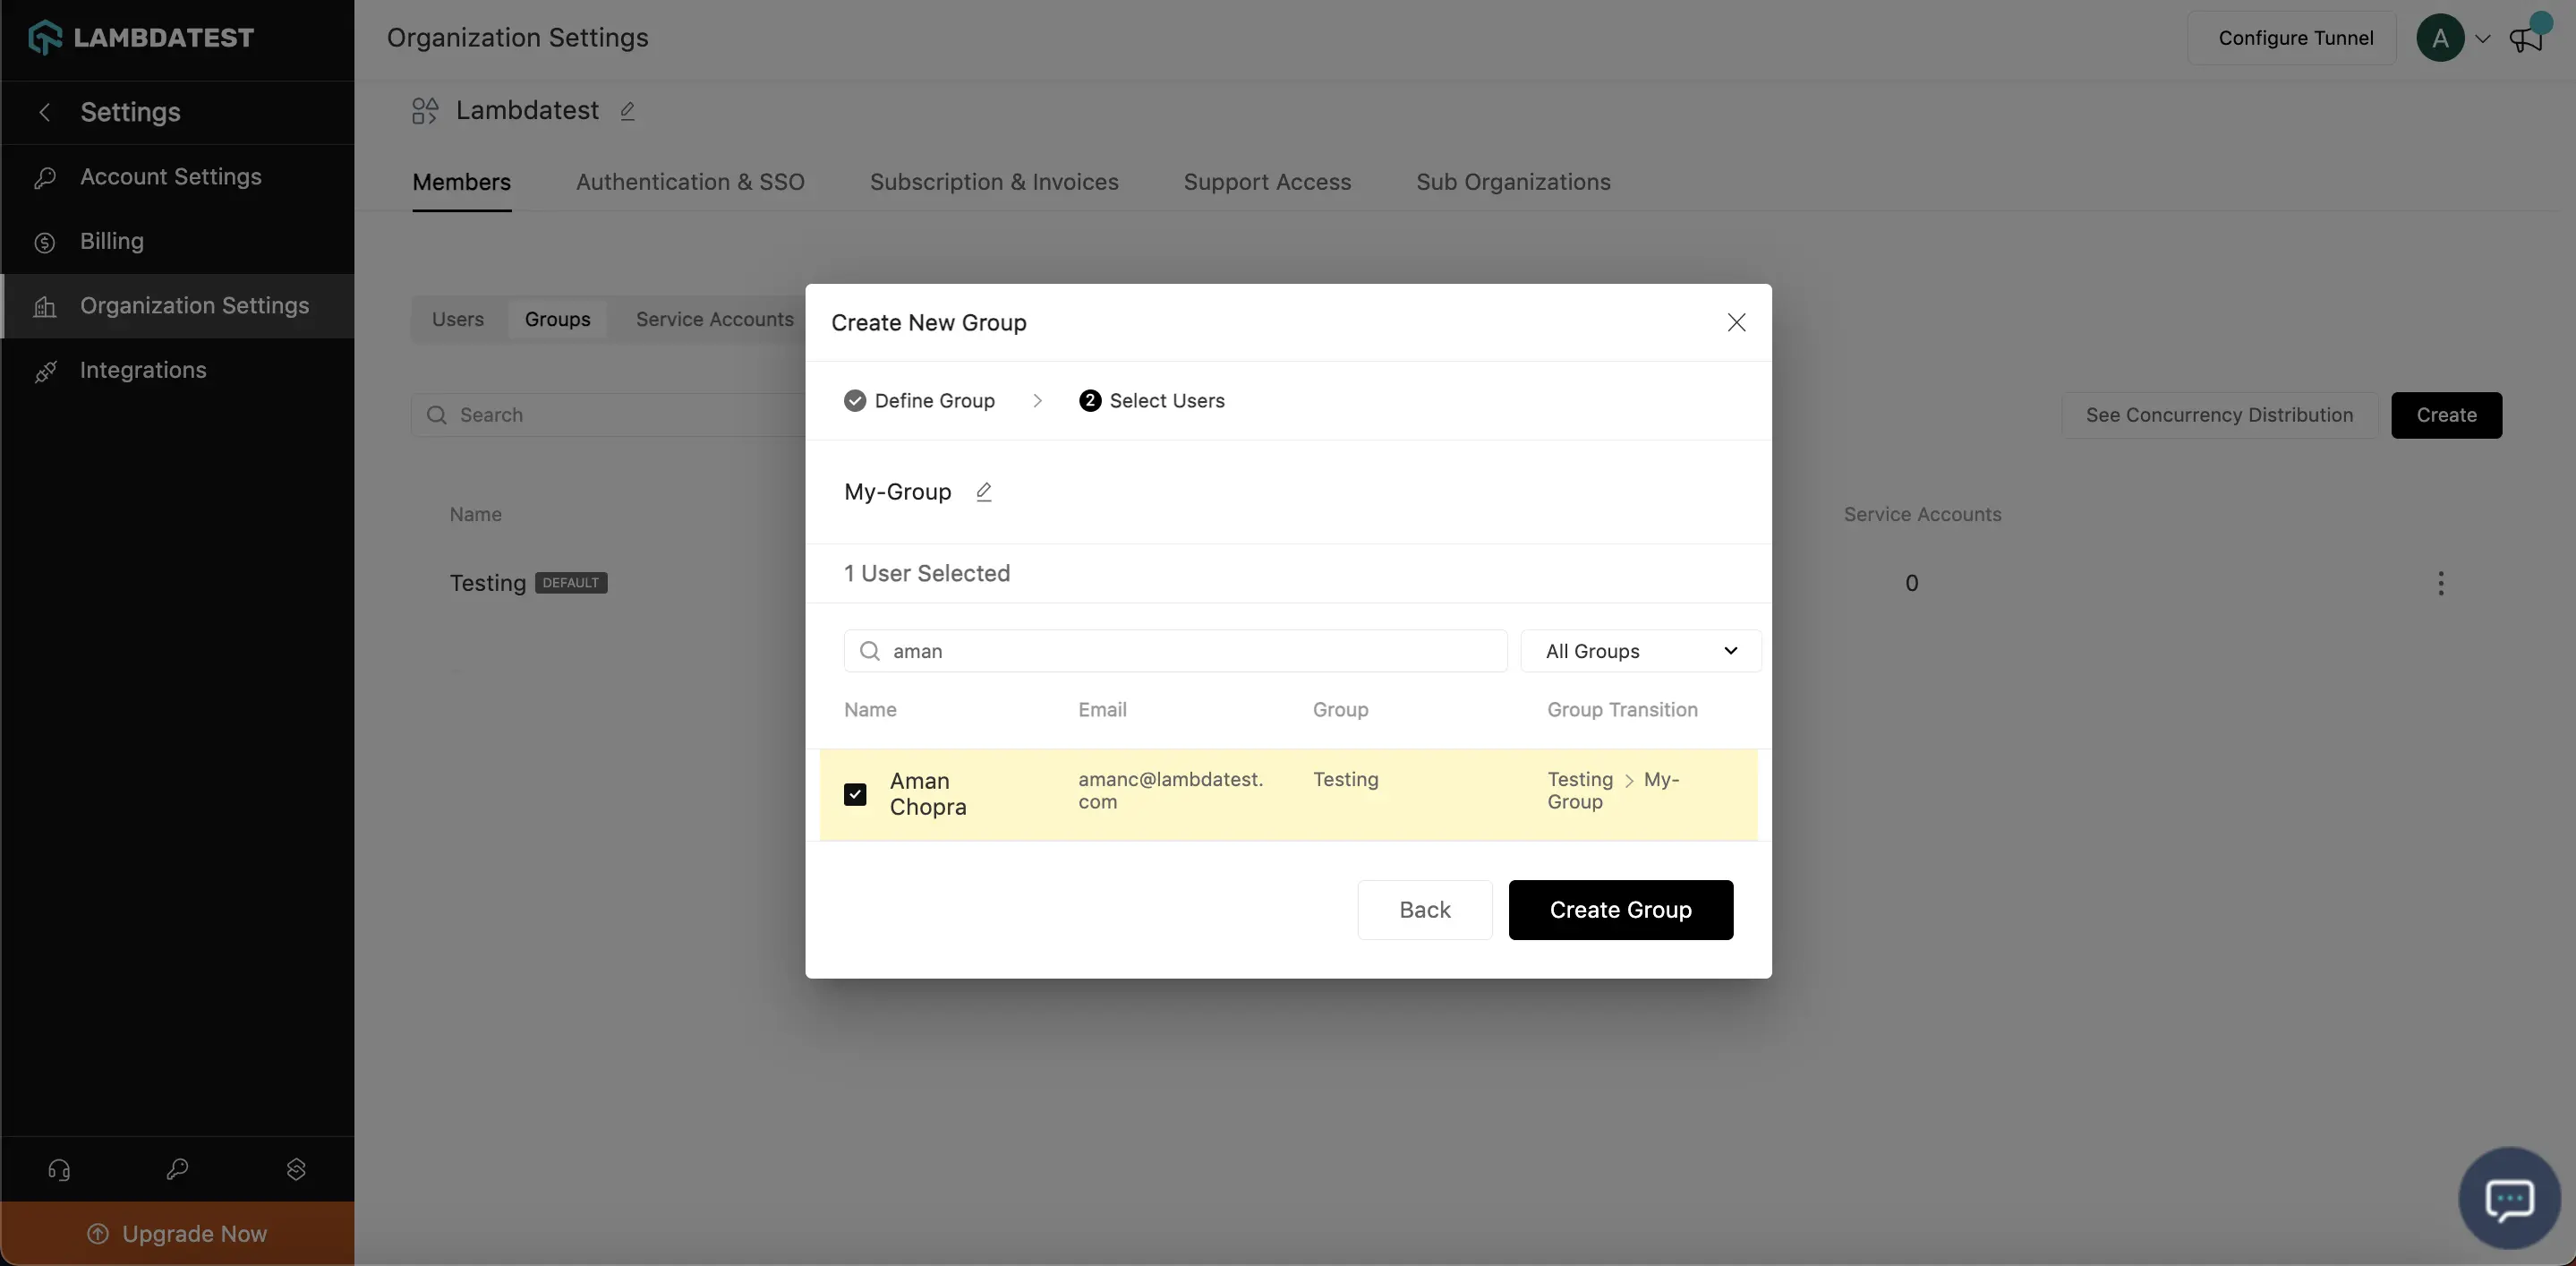 LAMBDATEST
Organization Settings
Configure Tunnel
A
Settings
Account Settings
Billing
Organization Settings
Integrations
Upgrade Now
Lambdatest
Members
Authentication & SSO
Subscription & Invoices
Support Access
Sub Organizations
Users
Groups
Service Accounts
Search
See Concurrency Distribution
Create
Name
Service Accounts
Testing DEFAULT
0
Create New Group
Define Group
2 Select Users
My-Group
1 User Selected
aman
All Groups
Name
Email
Group
Group Transition
Aman
Chopra
amanc@lambdatest.
com
Testing
Testing > My-
Group
Back
Create Group